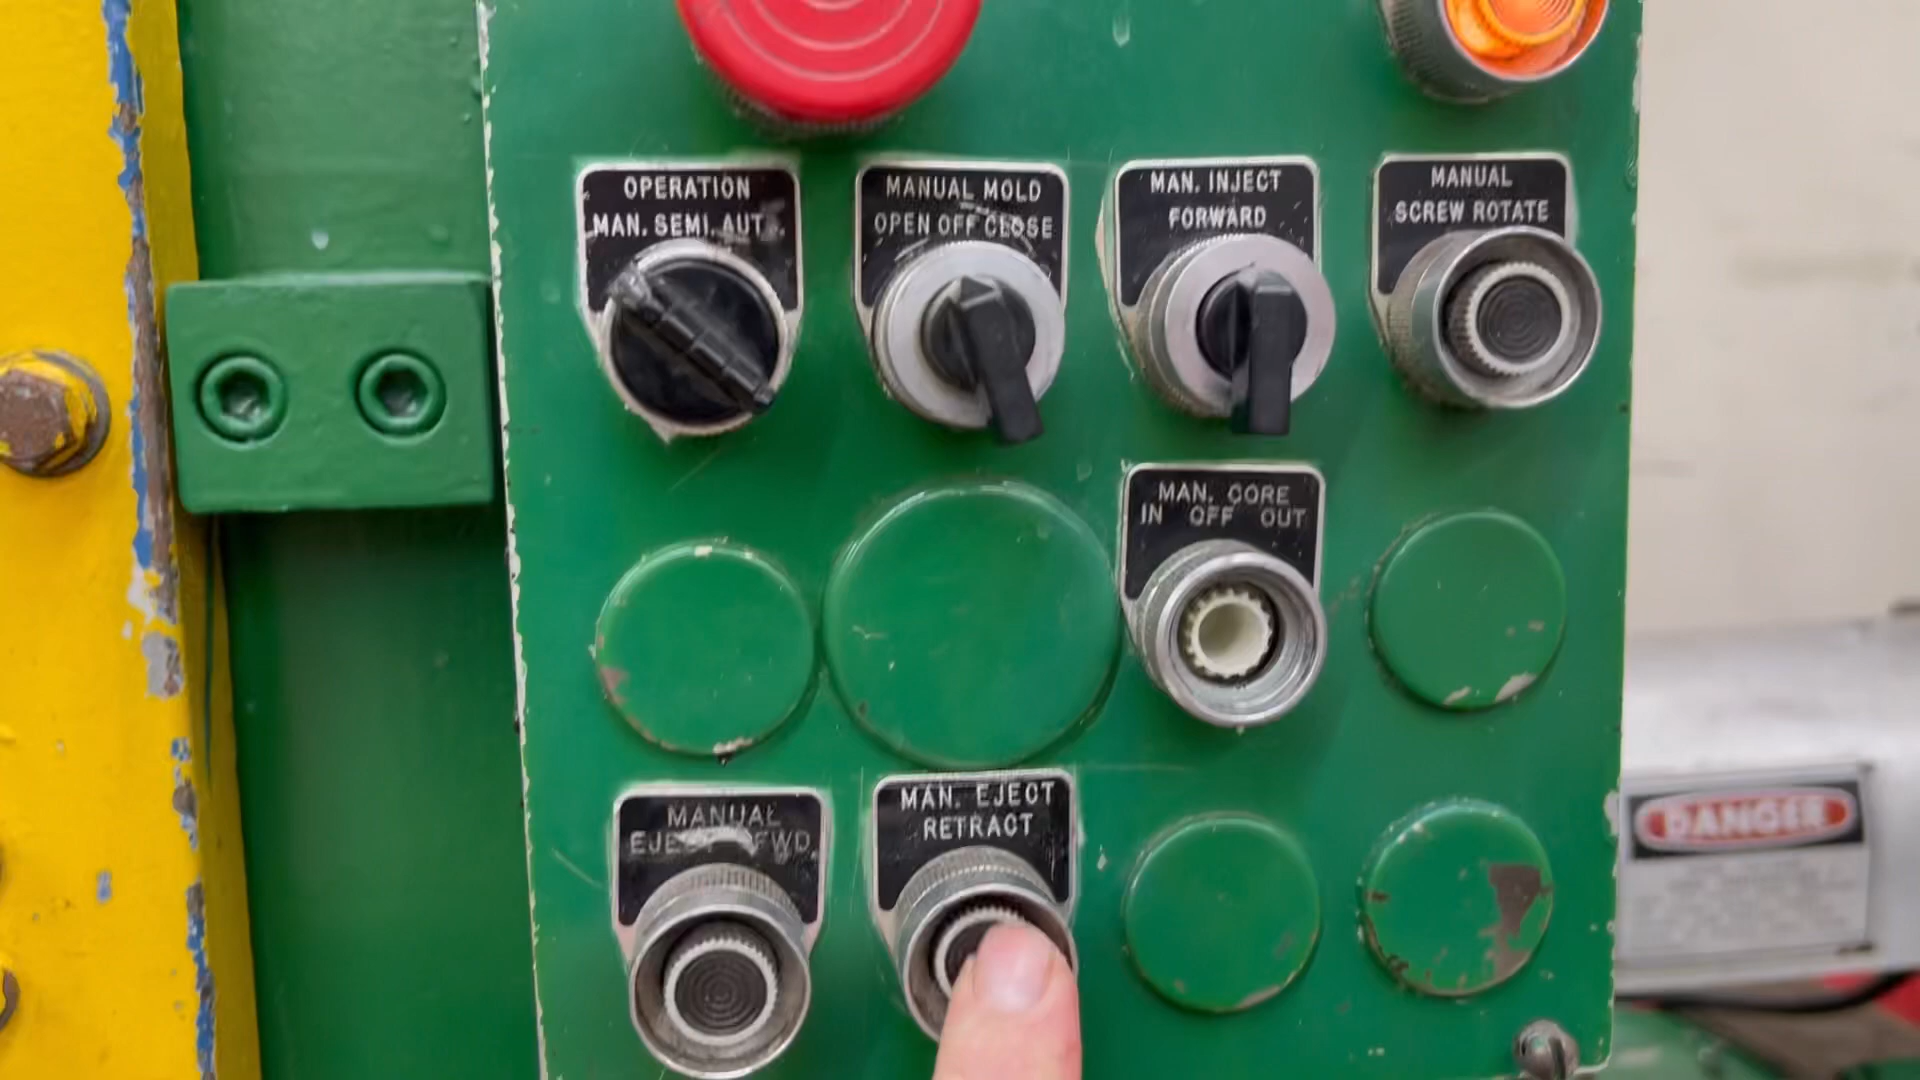 OPERATION
MAN. SEMI. AUT.
MANUAL MOLD
OPEN OFF CLOSE
MAN. INJECT
FORWARD
MANUAL
SCREW ROTATE
MAN. CORE
IN OFF OUT
MANUAL
FWD.
MAN. EJECT
RETRACT
DANGER